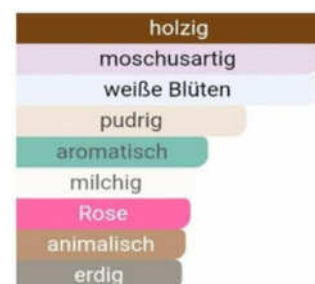 holzig
moschusartig
weiße Blüten
pudrig
aromatisch
milchig
Rose
animalisch
erdig